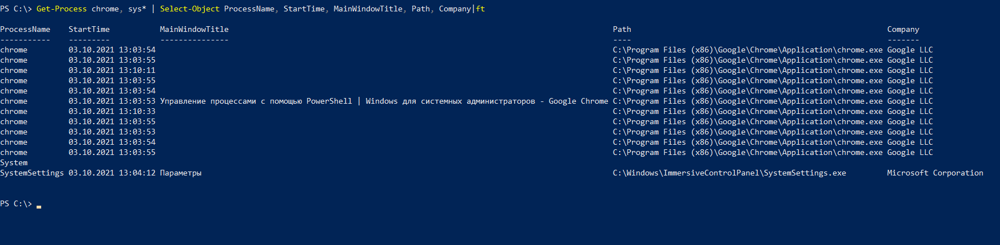 PS C:\> Get-Process chrome, sys* | Select-Object ProcessName, StartTime, MainWindowTitle, Path, Company|ft
ProcessName StartTime MainWindowTitle Path Company
----------- --------- --------------- ---- -------
chrome 03.10.2021 13:03:54 C:\Program Files (x86)\Google\Chrome\Application\chrome.exe Google LLC
chrome 03.10.2021 13:03:55 C:\Program Files (x86)\Google\Chrome\Application\chrome.exe Google LLC
chrome 03.10.2021 13:10:11 C:\Program Files (x86)\Google\Chrome\Application\chrome.exe Google LLC
chrome 03.10.2021 13:03:55 C:\Program Files (x86)\Google\Chrome\Application\chrome.exe Google LLC
chrome 03.10.2021 13:03:54 C:\Program Files (x86)\Google\Chrome\Application\chrome.exe Google LLC
chrome 03.10.2021 13:03:53 Управление процессами с помощью PowerShell | Windows для системных администраторов - Google Chrome C:\Program Files (x86)\Google\Chrome\Application\chrome.exe Google LLC
chrome 03.10.2021 13:10:33 C:\Program Files (x86)\Google\Chrome\Application\chrome.exe Google LLC
chrome 03.10.2021 13:03:55 C:\Program Files (x86)\Google\Chrome\Application\chrome.exe Google LLC
chrome 03.10.2021 13:03:53 C:\Program Files (x86)\Google\Chrome\Application\chrome.exe Google LLC
chrome 03.10.2021 13:03:54 C:\Program Files (x86)\Google\Chrome\Application\chrome.exe Google LLC
chrome 03.10.2021 13:03:55 C:\Program Files (x86)\Google\Chrome\Application\chrome.exe Google LLC
System
SystemSettings 03.10.2021 13:04:12 Параметры C:\Windows\ImmersiveControlPanel\SystemSettings.exe Microsoft Corporation
PS C:\>